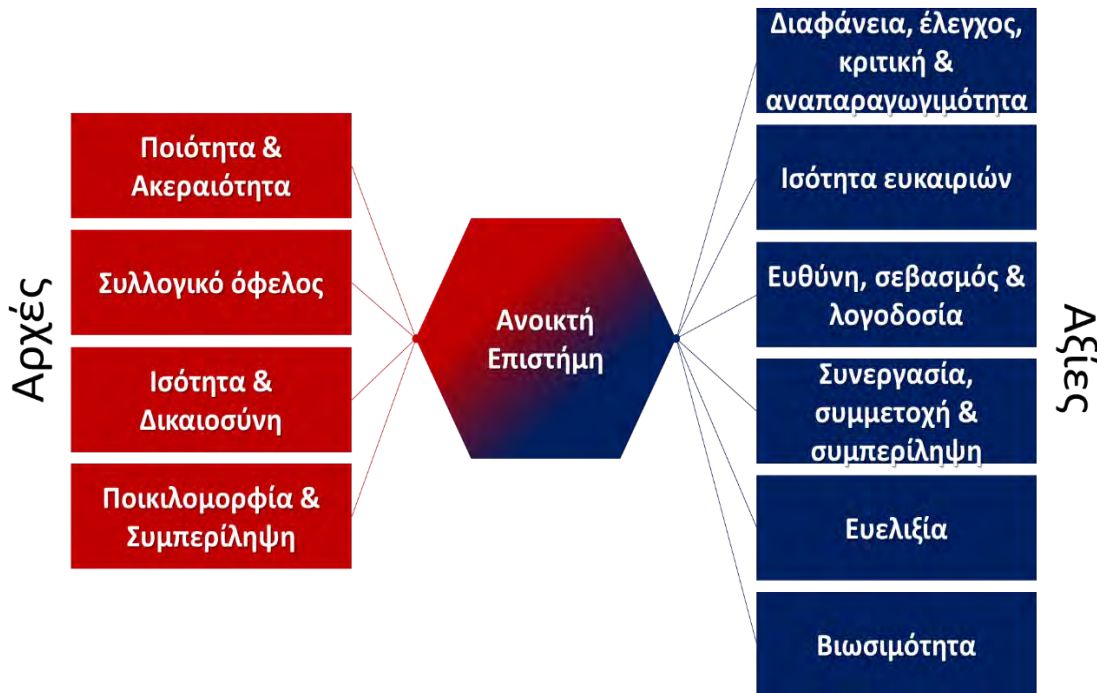 Αρχές
Ποιότητα &
Ακεραιότητα
Συλλογικό όφελος
Ισότητα &
Δικαιοσύνη
Ποικιλομορφία &
Συμπερίληψη
Ανοικτή
Επιστήμη
Διαφάνεια, έλεγχος,
κριτική &
αναπαραγωγιμότητα
Ισότητα ευκαιριών
Ευθύνη, σεβασμός &
λογοδοσία
Συνεργασία,
συμμετοχή &
συμπερίληψη
Ευελιξία
Βιωσιμότητα
Αξίες